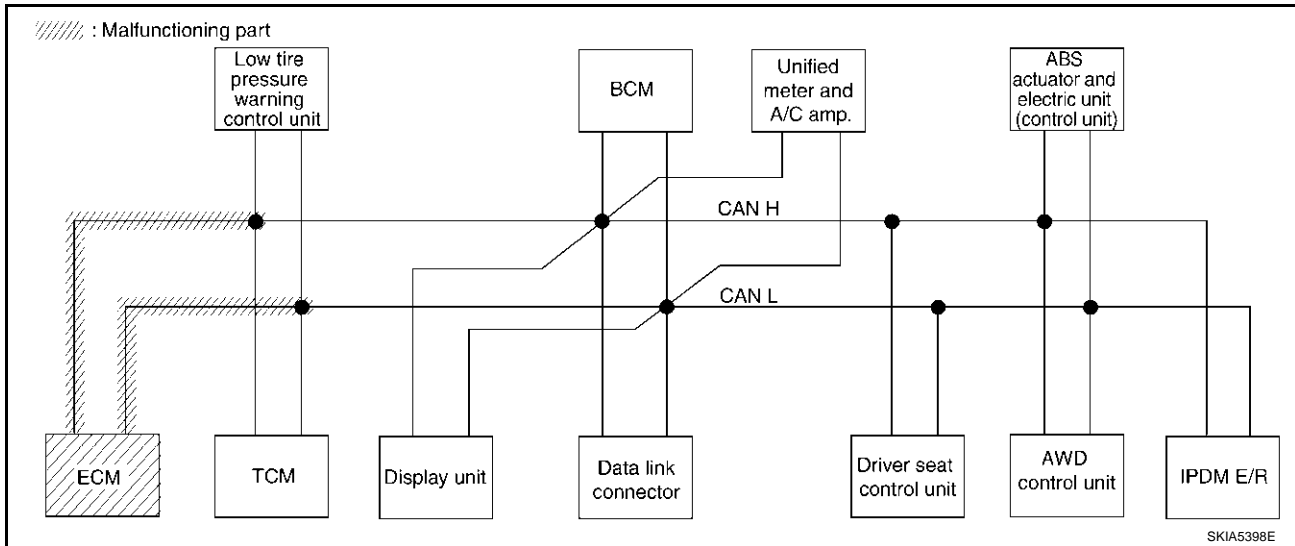 : Malfunctioning part
Low tire
pressure
warning
control unit
BCM
Unified
meter and
A/C amp.
ABS
actuator and
electric unit
(control unit)
CAN H
CAN L
ECM
TCM
Display unit
Data link
connector
Driver seat
control unit
AWD
control unit
IPDM E/R
SKIA5398E